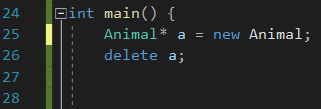 24 int main() {
25 Animal* a = new Animal;
26 delete a;
27
28